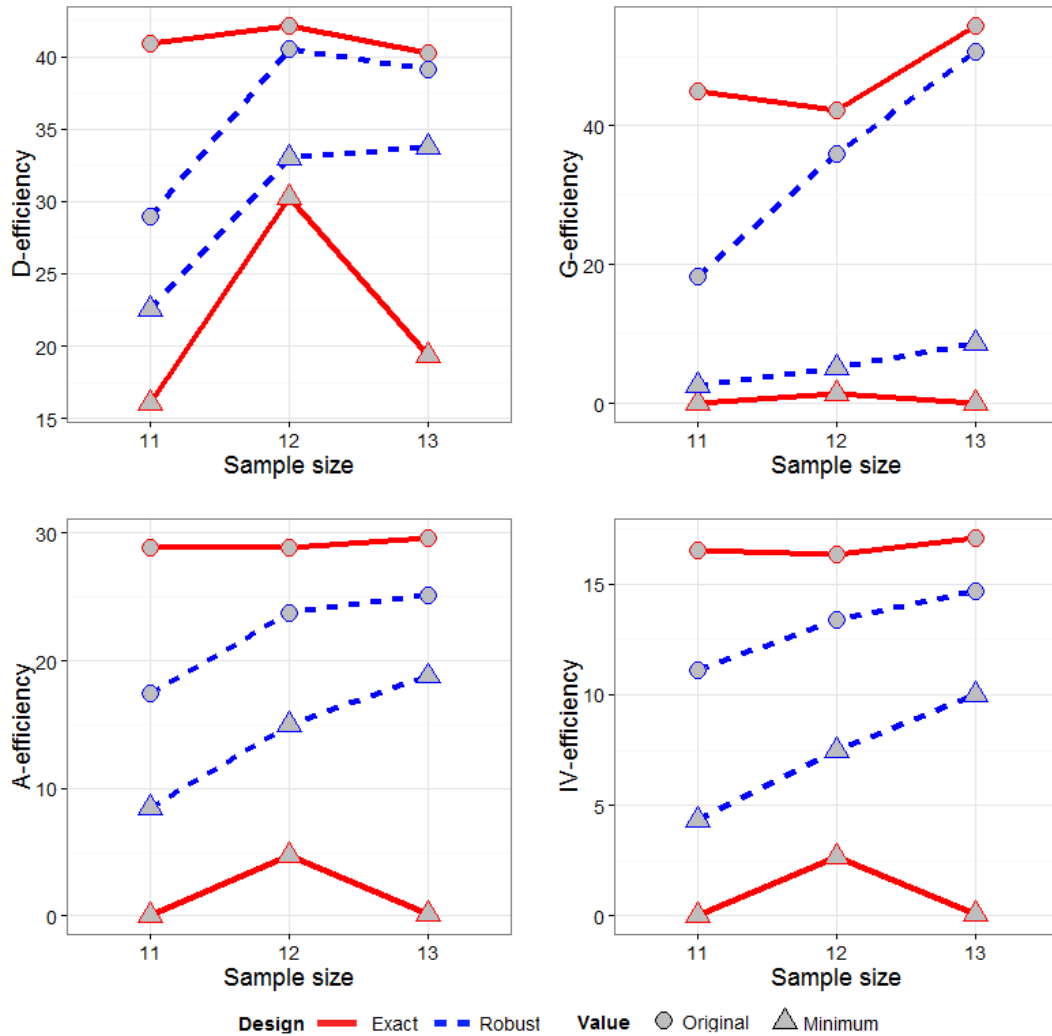 D-efficiency
40
35
30
25
20
15
11 12 13
Sample size
G-efficiency
40
20
0
11 12 13
Sample size
A-efficiency
30
20
10
0
11 12 13
Sample size
IV-efficiency
15
10
5
0
11 12 13
Sample size
Design Exact Robust Value Original Minimum